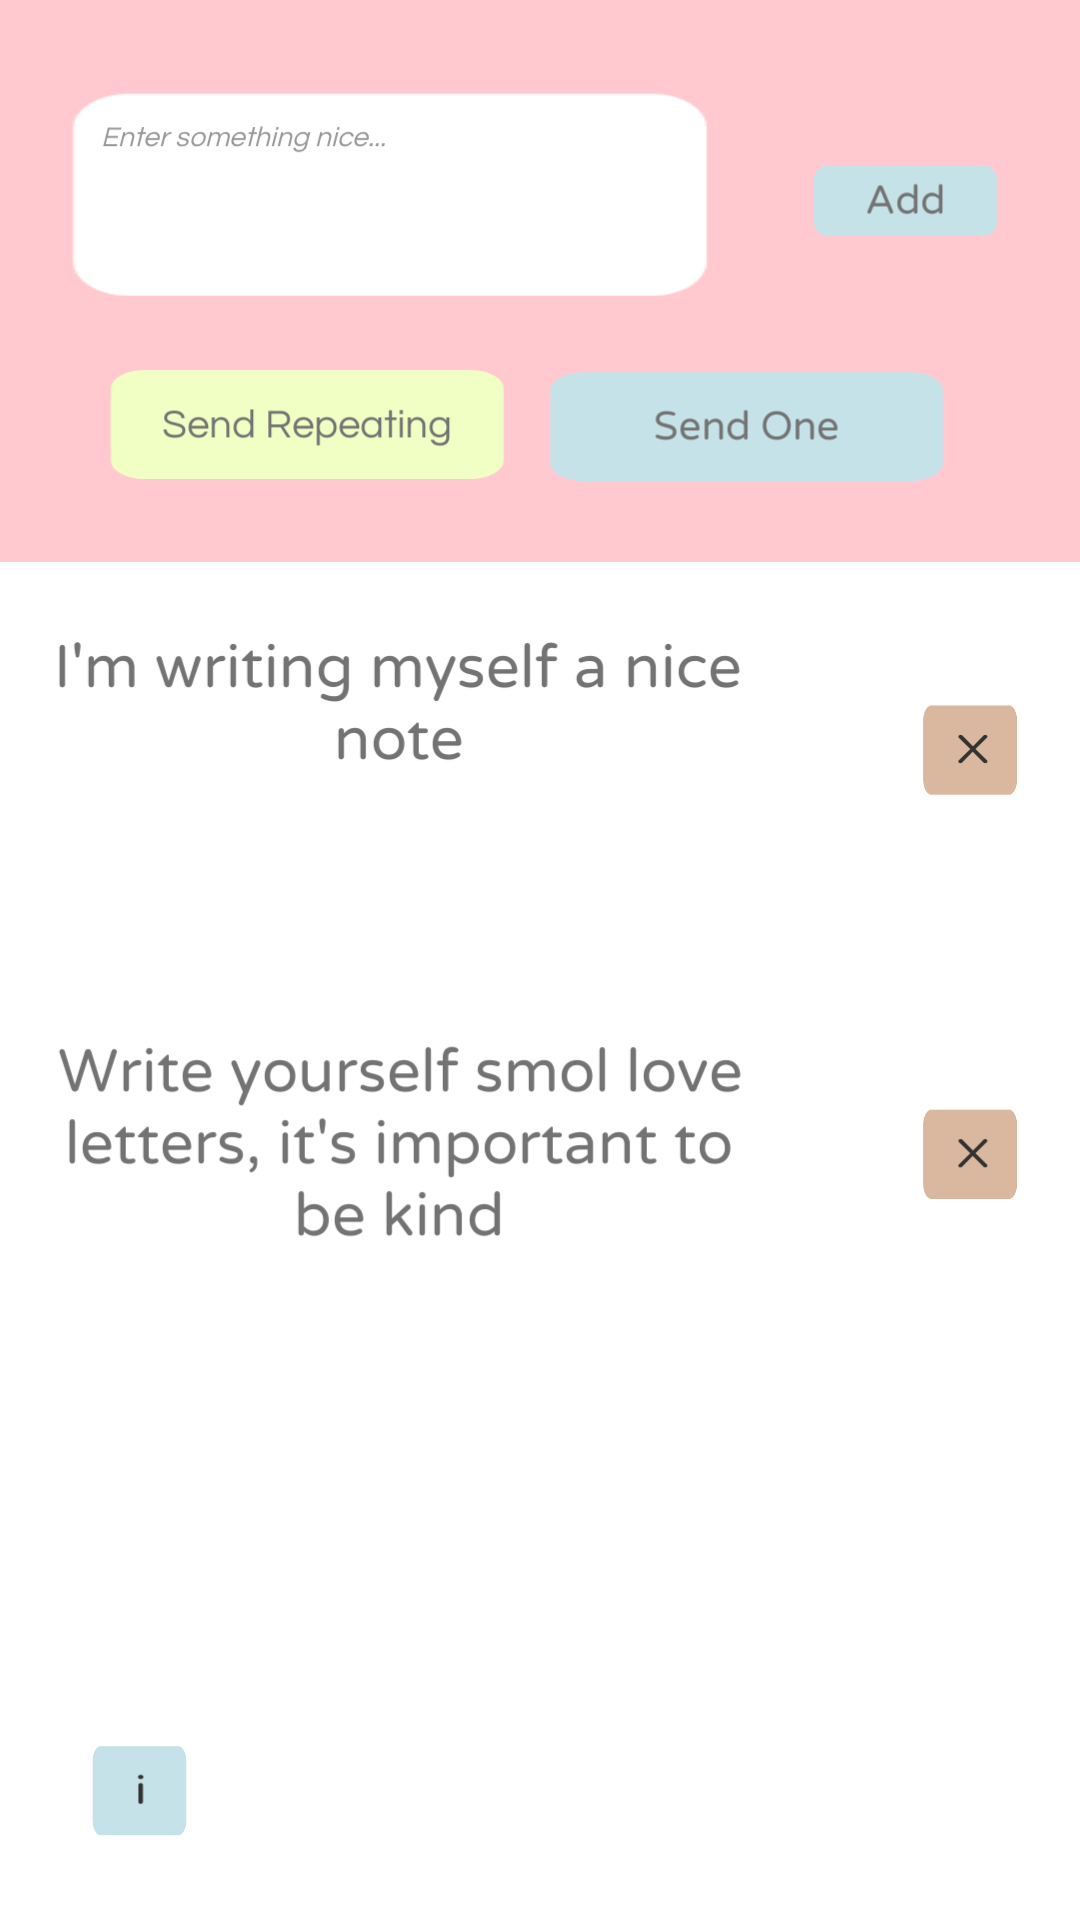 Enter something nice...
Add
Send Repeating
Send One
I'm writing myself a nice
note
X
Write yourself smol love
letters, it's important to
be kind
X
i